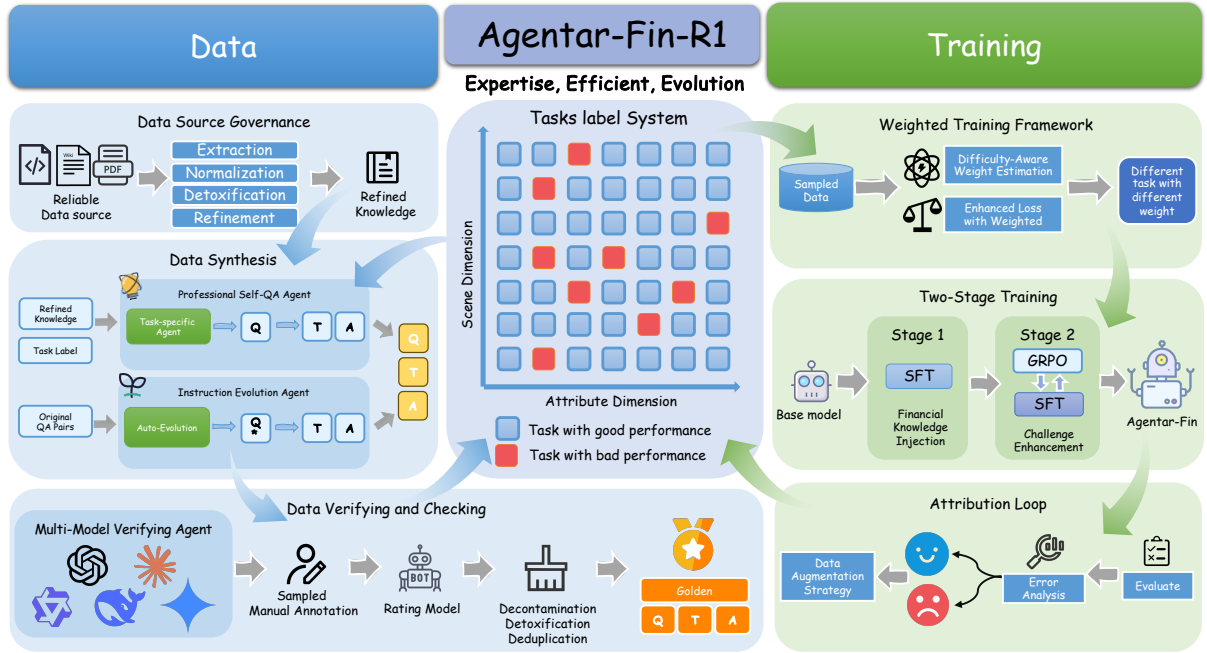 Data
Agentar-Fin-R1
Training
Expertise, Efficient, Evolution
Data Source Governance
</>
Wiki
PDF
Reliable
Data source
Extraction
Normalization
Detoxification
Refinement
Refined
Knowledge
Data Synthesis
Professional Self-QA Agent
Refined
Knowledge
Task Label
Task-specific
Agent
Q
T
A
Instruction Evolution Agent
Original
QA Pairs
Auto-Evolution
Q
T
A
Q
T
A
Data Verifying and Checking
Multi-Model Verifying Agent
Sampled
Manual Annotation
BOT
Rating Model
Decontamination
Detoxification
Deduplication
Golden
Q
T
A
Tasks label System
Scene Dimension
Attribute Dimension
Task with good performance
Task with bad performance
Weighted Training Framework
Sampled
Data
Difficulty-Aware
Weight Estimation
Enhanced Loss
with Weighted
Different
task with
different
weight
Two-Stage Training
Base model
Stage 1
SFT
Financial
Knowledge
Injection
Stage 2
GRPO
SFT
Challenge
Enhancement
Agentar-Fin
Attribution Loop
Data
Augmentation
Strategy
Error
Analysis
Evaluate